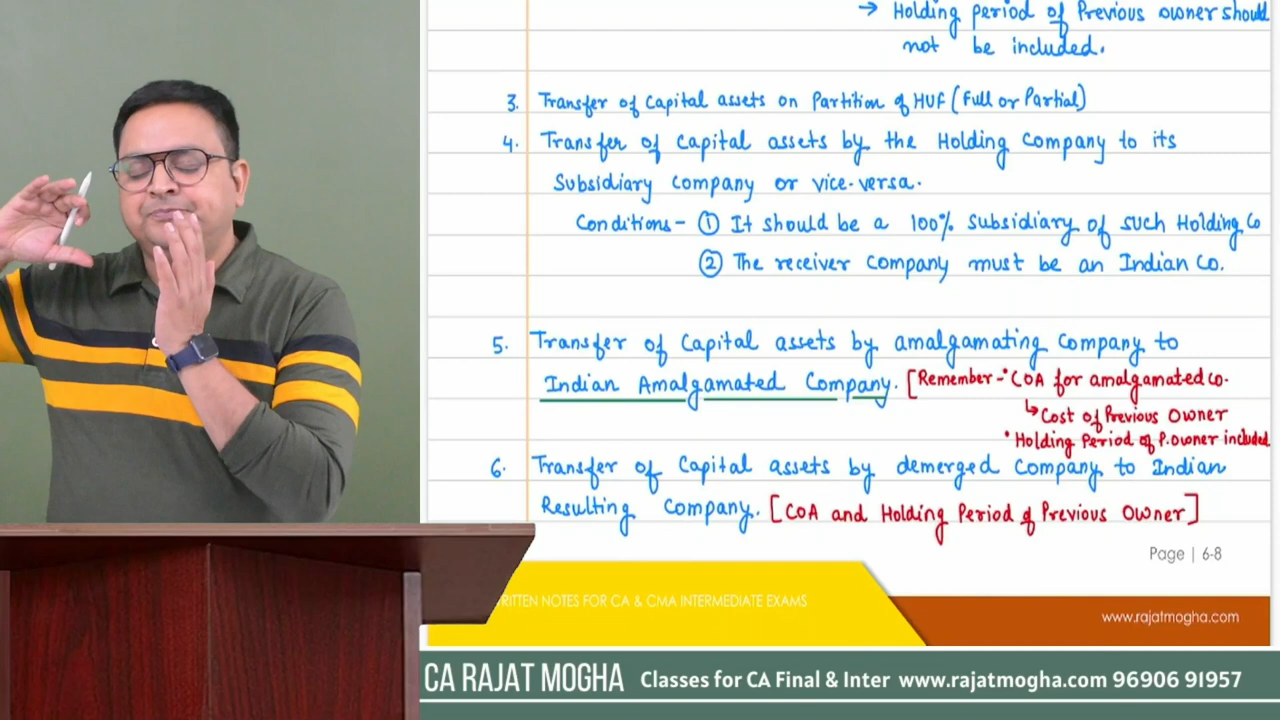 → Holding period of Previous owner should
not be included.
3. Transfer of Capital assets on Partition of HUF (Full or Partial)
4. Transfer of Capital assets by the Holding Company to its
Subsidiary Company or vice-versa.
Conditions - ① It should be a 100% subsidiary of such Holding Co
② The receiver Company must be an Indian Co.
5. Transfer of Capital assets by amalgamating Company to
Indian Amalgamated Company. [Remember - • COA for amalgamated co.
↳ Cost of Previous Owner
• Holding Period of P.owner included
6. Transfer of Capital assets by demerged Company to Indian
Resulting Company. [COA and Holding Period of Previous Owner]
Page | 6-8
RITTEN NOTES FOR CA & CMA INTERMEDIATE EXAMS
www.rajatmogha.com
CA RAJAT MOGHA Classes for CA Final & Inter www.rajatmogha.com 96906 91957